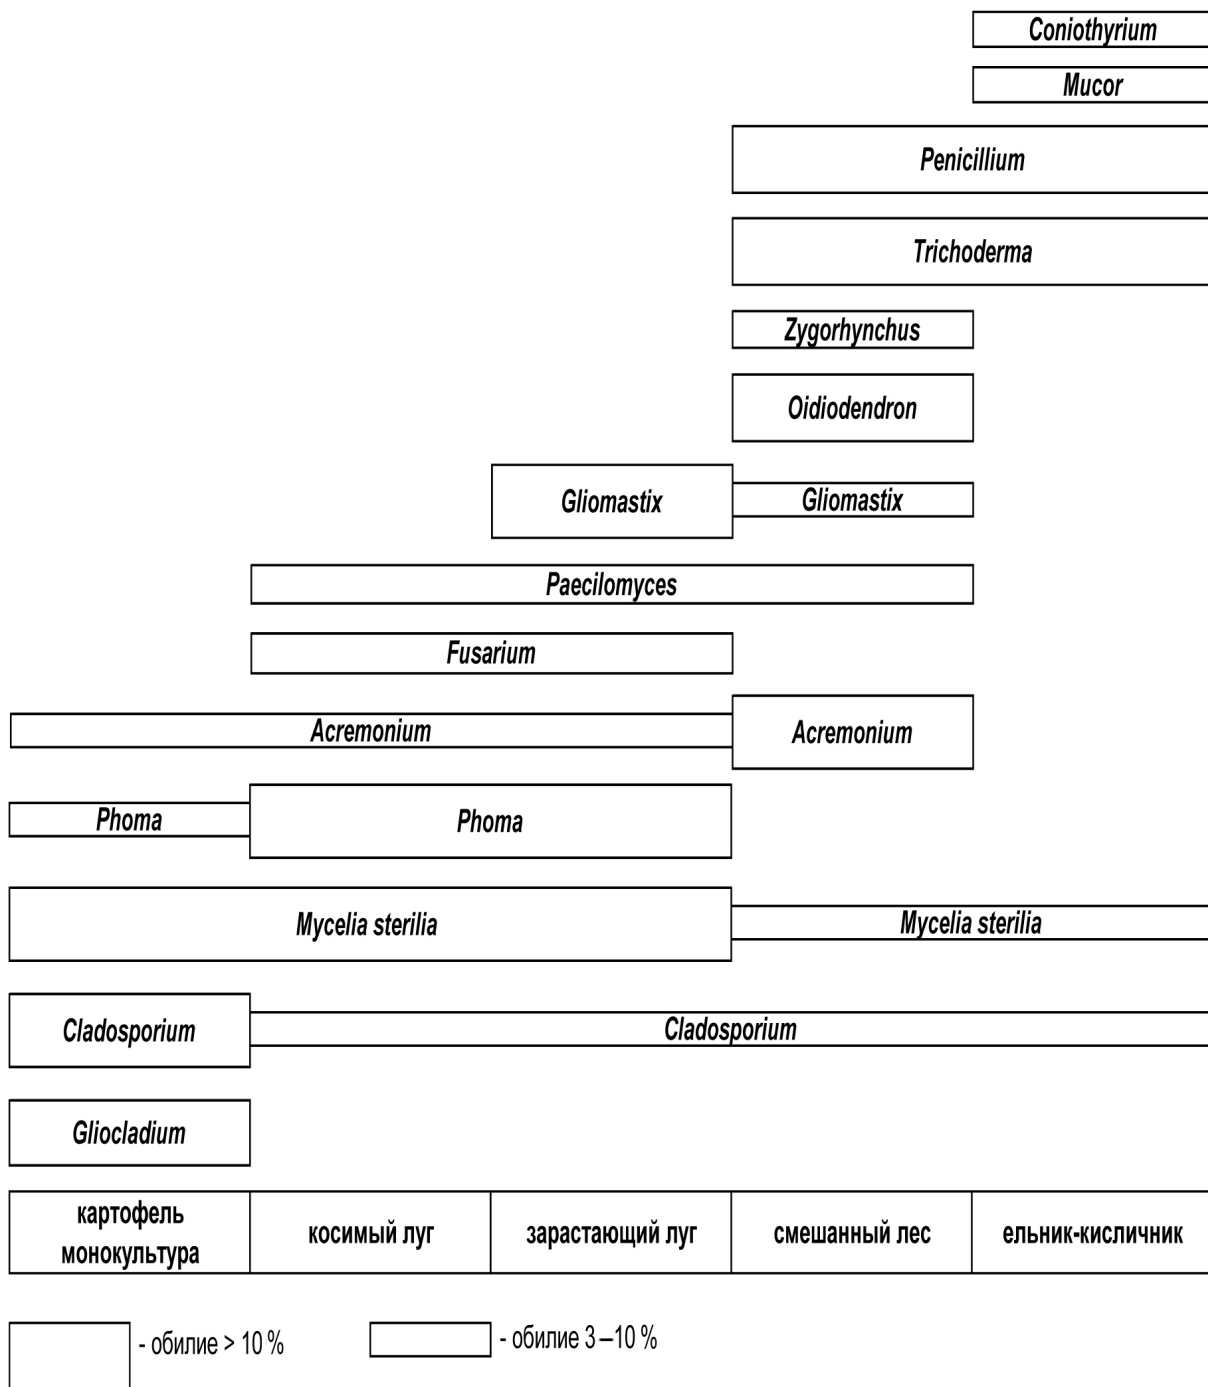 Coniothyrium
Mucor
Penicillium
Trichoderma
Zygorhynchus
Oidiodendron
Gliomastix
Gliomastix
Paecilomyces
Fusarium
Acremonium
Acremonium
Phoma
Phoma
Mycelia sterilia
Mycelia sterilia
Cladosporium
Cladosporium
Gliocladium
картофель
монокультура
косимый луг
зарастающий луг
смешанный лес
ельник-кисличник
- обилие > 10 %
- обилие 3 – 10 %